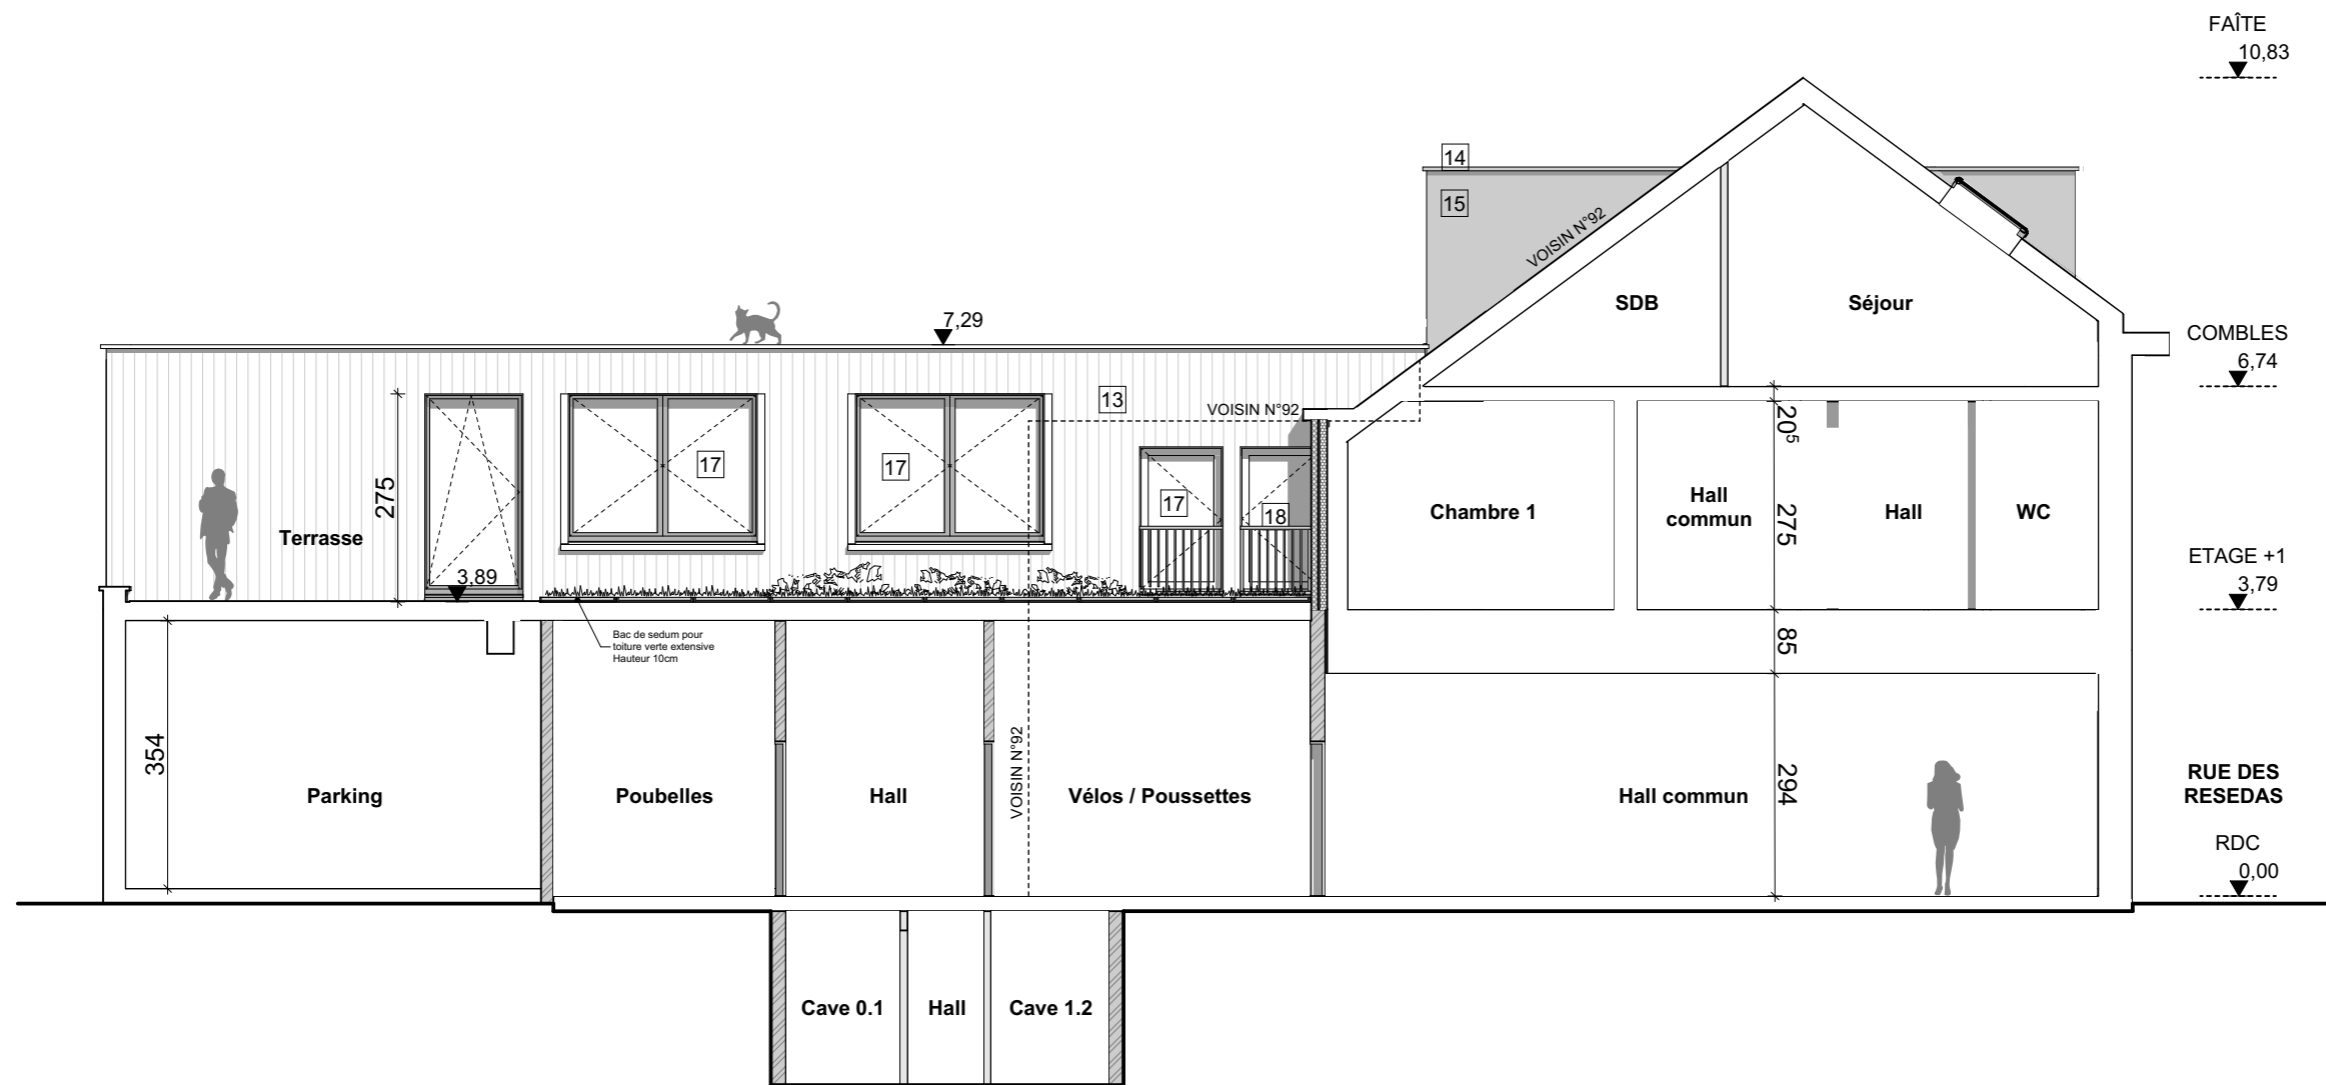 FAÎTE
10,83
14
15
VOISIN N°92
SDB
Séjour
7,29
COMBLES
6,74
13
VOISIN N°92
20⁵
275
17
17
17
18
Terrasse
Chambre 1
Hall
commun
275
Hall
WC
ETAGE +1
3,79
3,89
Bac de sedum pour
toiture verte extensive
Hauteur 10cm
85
354
Parking
Poubelles
Hall
VOISIN N°92
Vélos / Poussettes
Hall commun
294
RUE DES
RESEDAS
RDC
0,00
Cave 0.1
Hall
Cave 1.2